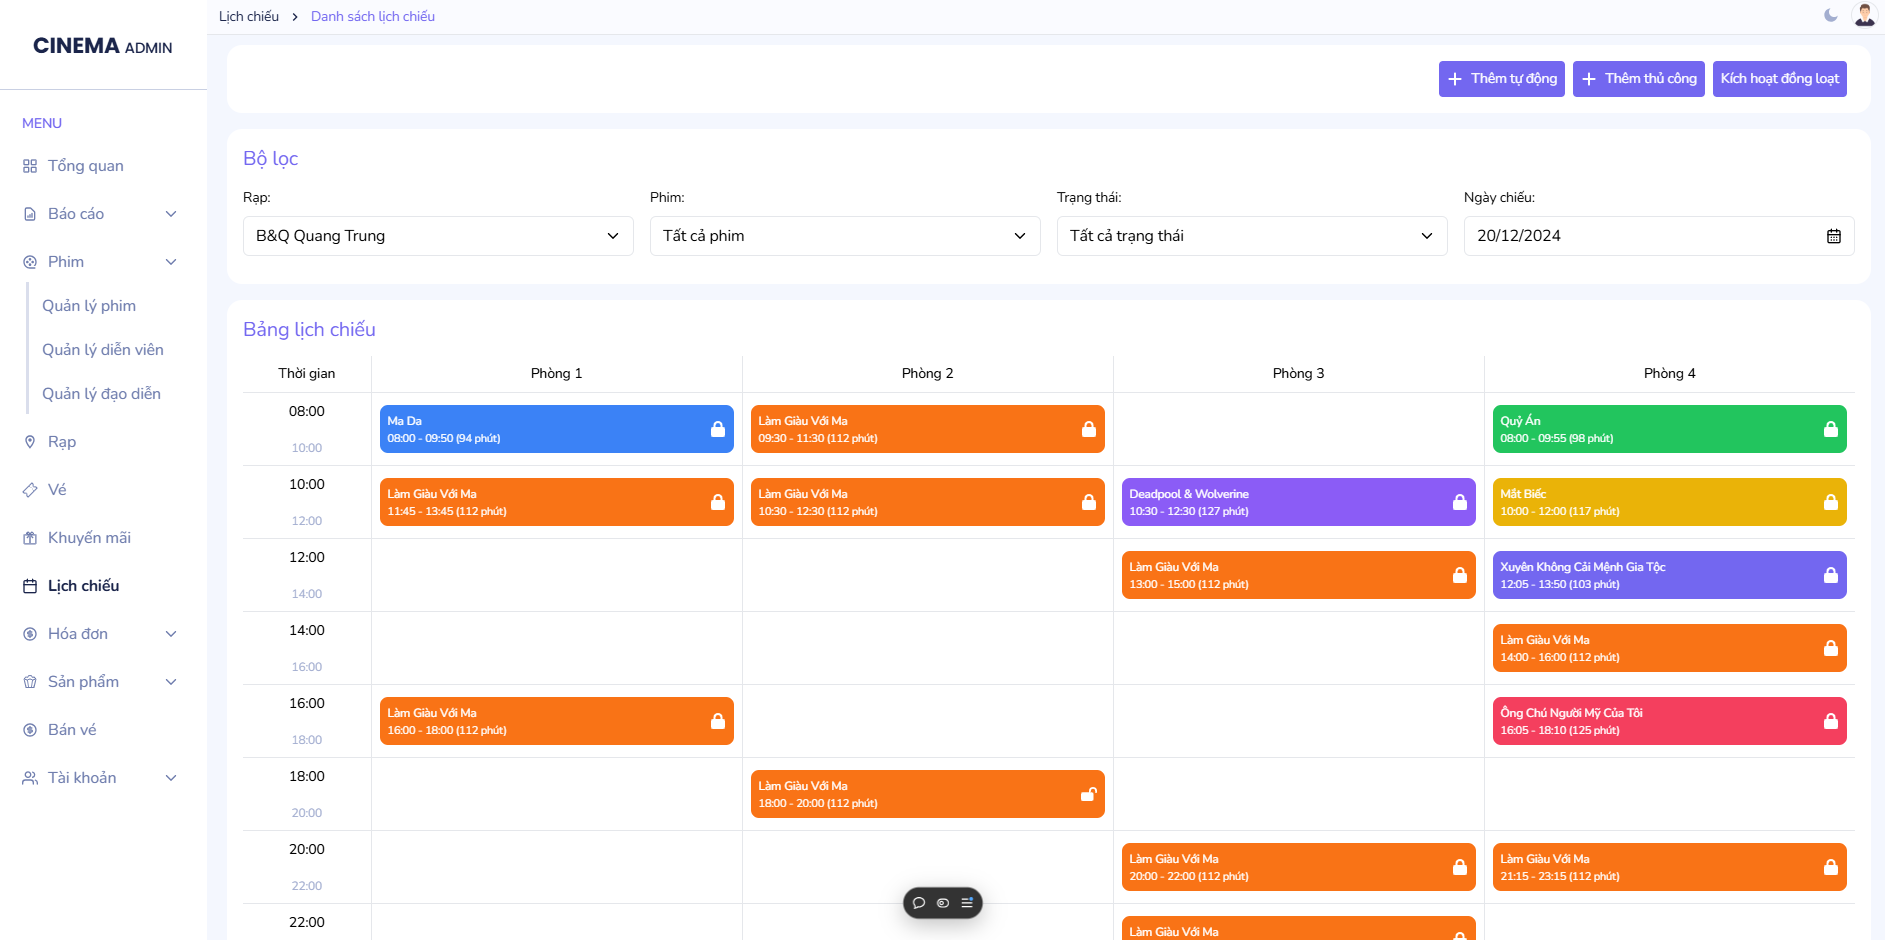 CINEMA ADMIN
MENU
Tổng quan
Báo cáo
Phim
Quản lý phim
Quản lý diễn viên
Quản lý đạo diễn
Rạp
Vé
Khuyến mãi
Lịch chiếu
Hóa đơn
Sản phẩm
Bán vé
Tài khoản
Lịch chiếu > Danh sách lịch chiếu
+ Thêm tự động
+ Thêm thủ công
Kích hoạt đồng loạt
Bộ lọc
Rạp: Phim: Trạng thái: Ngày chiếu:
B&Q Quang Trung Tất cả phim Tất cả trạng thái 20/12/2024
Bảng lịch chiếu
Thời gian Phòng 1 Phòng 2 Phòng 3 Phòng 4
08:00
10:00
Ma Da
08:00 - 09:50 (94 phút)
Làm Giàu Với Ma
09:30 - 11:30 (112 phút)
Quỷ Án
08:00 - 09:55 (98 phút)
10:00
12:00
Làm Giàu Với Ma
11:45 - 13:45 (112 phút)
Làm Giàu Với Ma
10:30 - 12:30 (112 phút)
Deadpool & Wolverine
10:30 - 12:30 (127 phút)
Mắt Biếc
10:00 - 12:00 (117 phút)
12:00
14:00
Làm Giàu Với Ma
13:00 - 15:00 (112 phút)
Xuyên Không Cải Mệnh Gia Tộc
12:05 - 13:50 (103 phút)
14:00
16:00
Làm Giàu Với Ma
14:00 - 16:00 (112 phút)
16:00
18:00
Làm Giàu Với Ma
16:00 - 18:00 (112 phút)
Ông Chú Người Mỹ Của Tôi
16:05 - 18:10 (125 phút)
18:00
20:00
Làm Giàu Với Ma
18:00 - 20:00 (112 phút)
20:00
22:00
Làm Giàu Với Ma
20:00 - 22:00 (112 phút)
Làm Giàu Với Ma
21:15 - 23:15 (112 phút)
22:00
Làm Giàu Với Ma